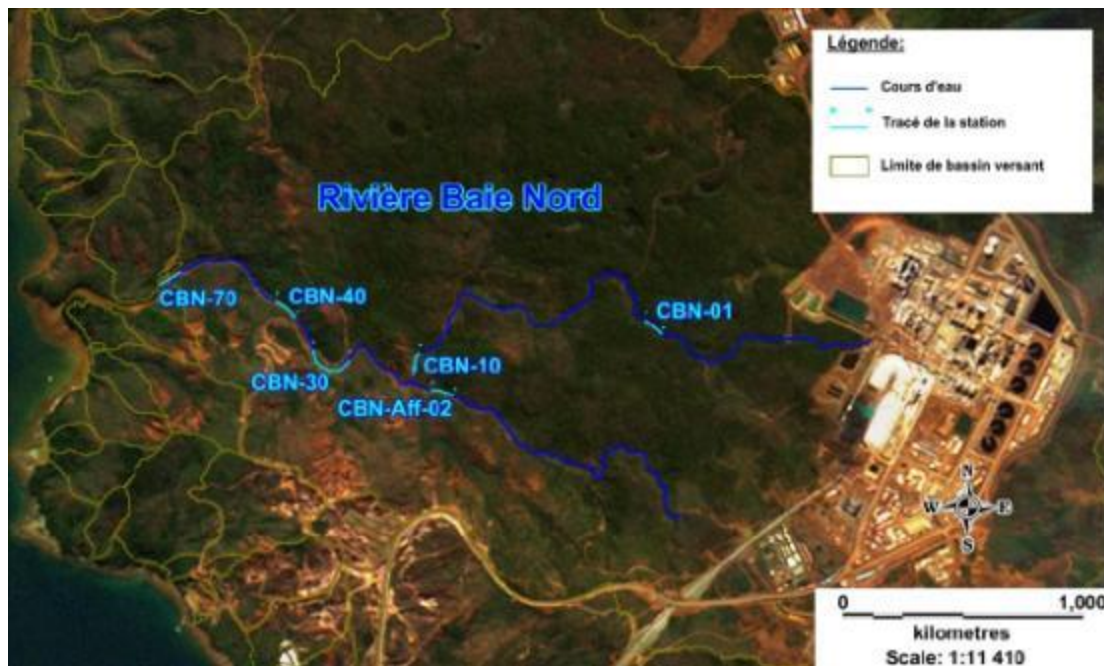 Légende:
Cours d'eau
Tracé de la station
Limite de bassin versant
Rivière Baie Nord
CBN-70
CBN-40
CBN-01
CBN-30
CBN-10
CBN-Aff-02
N
W
E
S
0 1,000
kilometres
Scale: 1:11 410